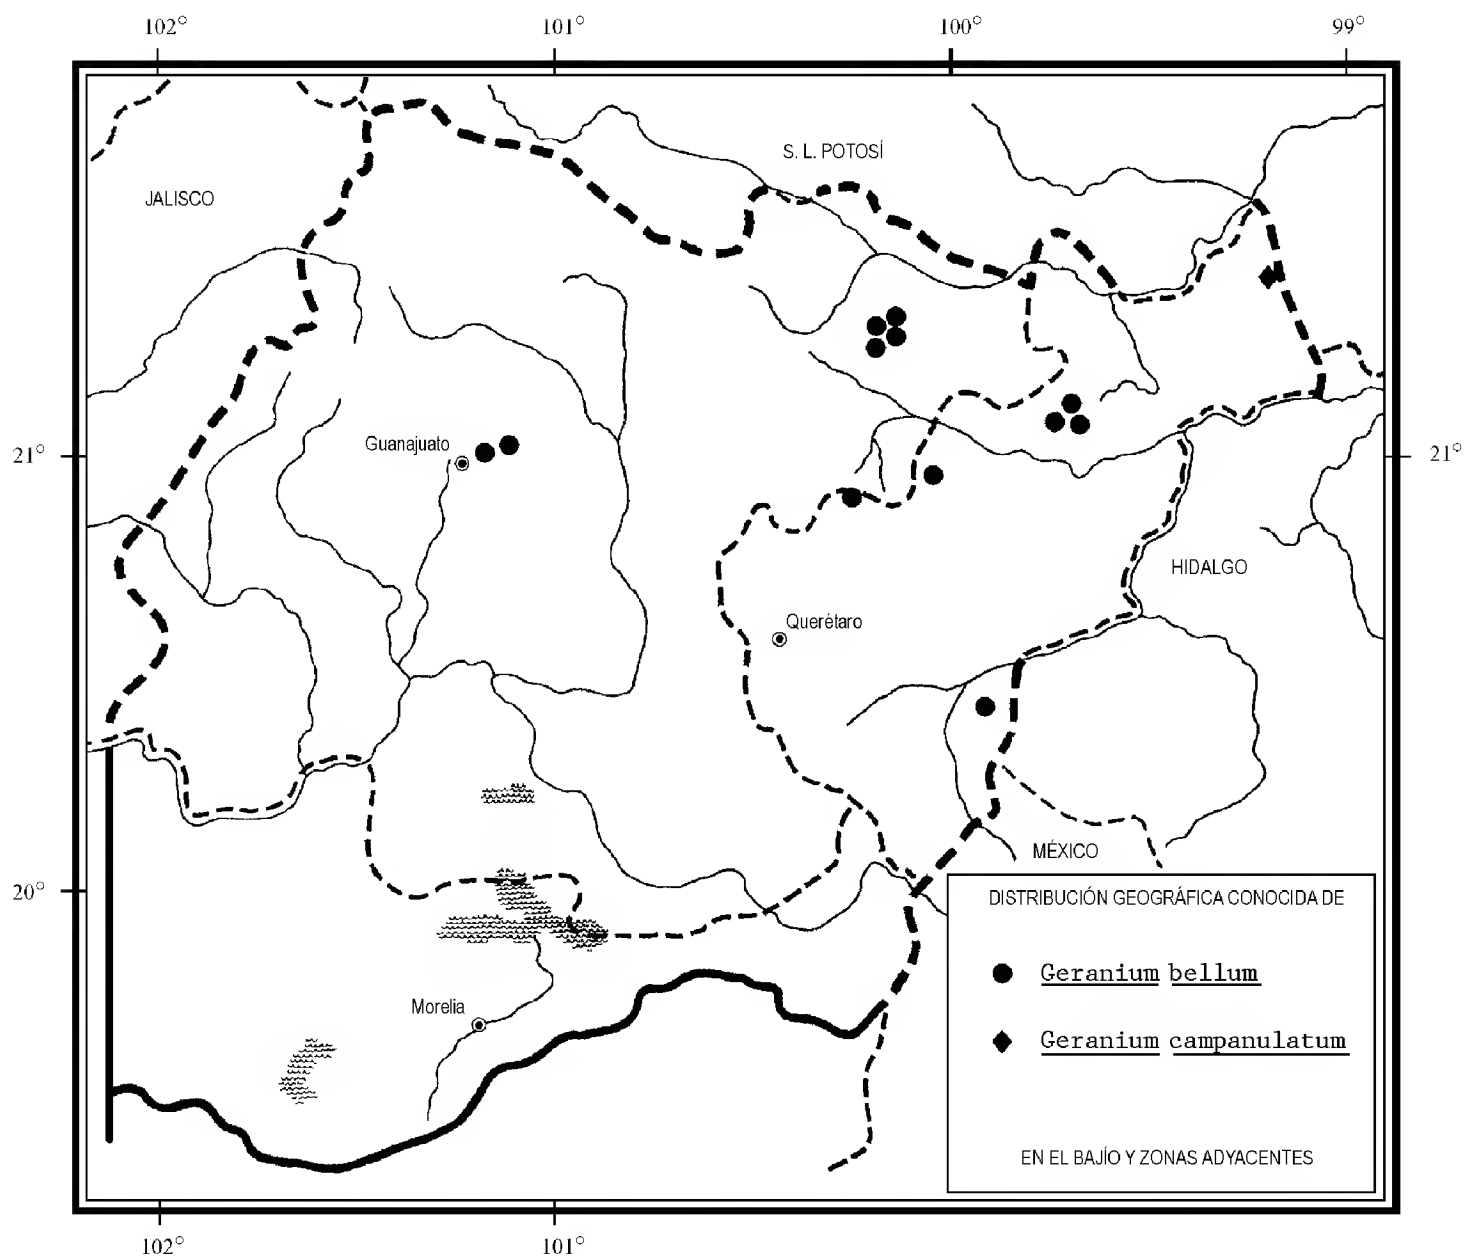 102° 101° 100° 99°
S. L. POTOSÍ
JALISCO
Guanajuato
21° 21°
HIDALGO
Querétaro
MÉXICO
20°
DISTRIBUCIÓN GEOGRÁFICA CONOCIDA DE
Geranium bellum
Morelia
Geranium campanulatum
EN EL BAJÍO Y ZONAS ADYACENTES
102° 101°